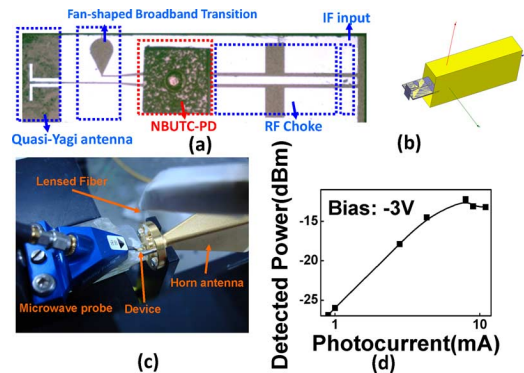 Fan-shaped Broadband Transition
IF input
Quasi-Yagi antenna
NBUTC-PD
RF Choke
(a)
(b)
Lensed Fiber
Horn antenna
Microwave probe
Device
(c)
Detected Power(dBm)
Bias: -3V
-15
-20
-25
1
10
Photocurrent(mA)
(d)